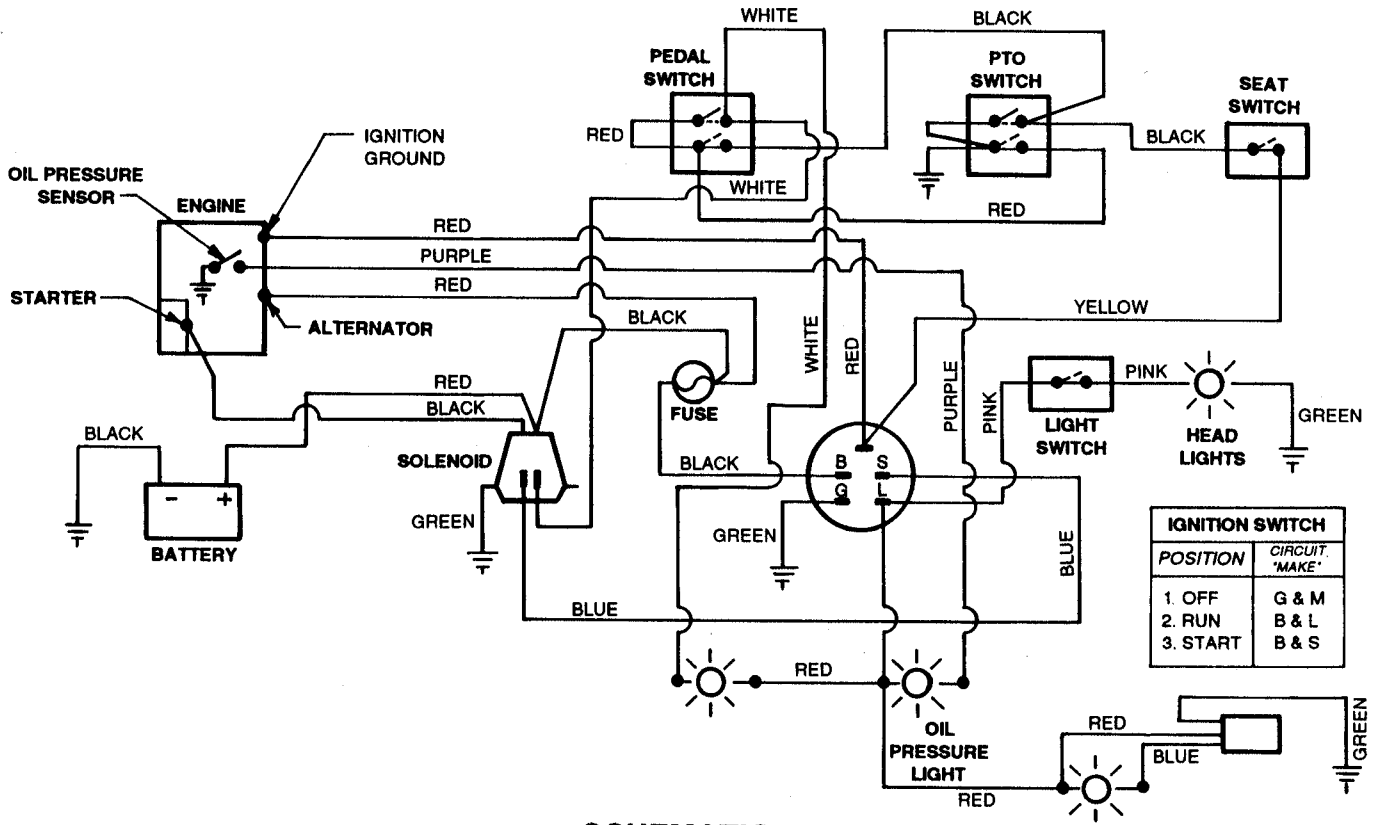 WHITE
BLACK
PEDAL
SWITCH
PTO
SWITCH
SEAT
SWITCH
RED
BLACK
IGNITION
GROUND
OIL PRESSURE
SENSOR
ENGINE
WHITE
RED
RED
PURPLE
RED
STARTER
ALTERNATOR
BLACK
YELLOW
WHITE
RED
PURPLE
PINK
PINK
RED
BLACK
FUSE
LIGHT
SWITCH
HEAD
LIGHTS
GREEN
BLACK
SOLENOID
BLACK
B
S
G
L
- +
BATTERY
GREEN
GREEN
BLUE
BLUE
IGNITION SWITCH
POSITION CIRCUIT "MAKE"
1. OFF G & M
2. RUN B & L
3. START B & S
RED
OIL
PRESSURE
LIGHT
RED
BLUE
GREEN
RED